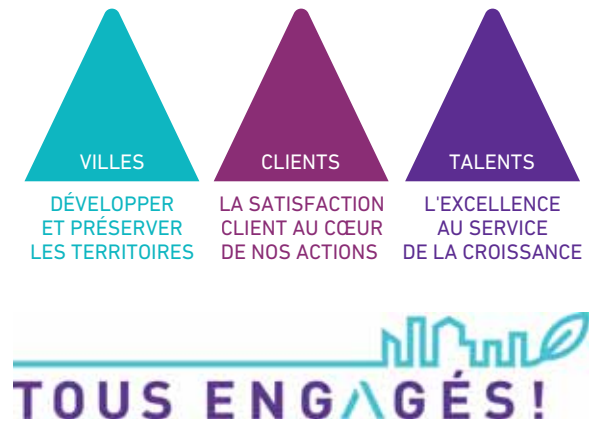 VILLES
DÉVELOPPER
ET PRÉSERVER
LES TERRITOIRES
CLIENTS
LA SATISFACTION
CLIENT AU CŒUR
DE NOS ACTIONS
TALENTS
L'EXCELLENCE
AU SERVICE
DE LA CROISSANCE
TOUS ENGAGÉS!